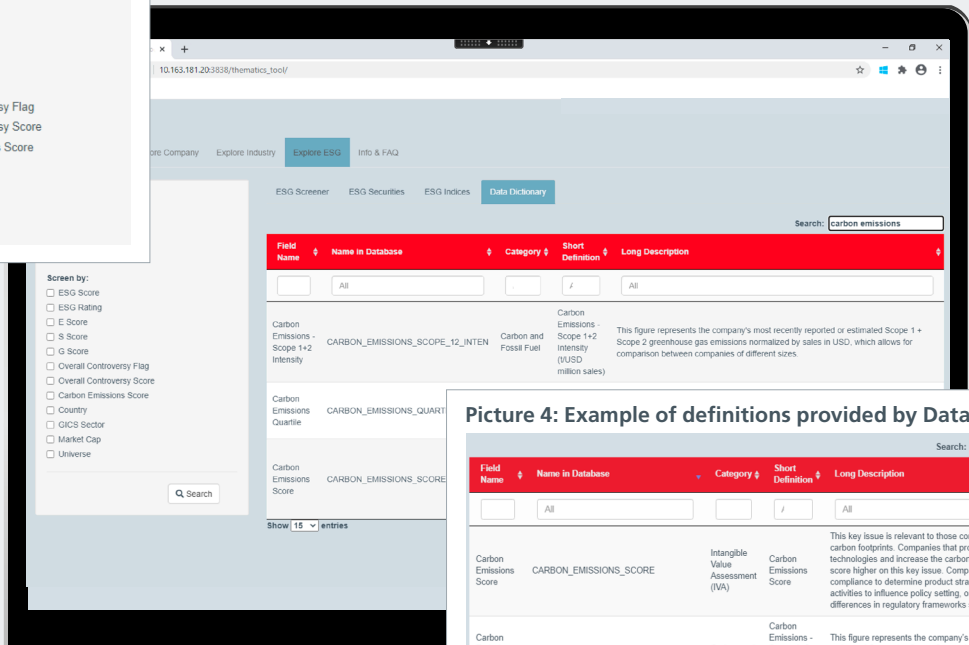 sy Flag
sy Score
s Score
10.163.181.20:3838/thematics_tool/
ore Company Explore Industry Explore ESG Info & FAQ
ESG Screener ESG Securities ESG Indices Data Dictionary
Search: carbon emissions
Field Name Name in Database Category Short Definition Long Description
All All
Screen by:
ESG Score
ESG Rating
E Score
S Score
G Score
Overall Controversy Flag
Overall Controversy Score
Carbon Emissions Score
Country
GICS Sector
Market Cap
Universe
Search
Carbon
Emissions -
Scope 1+2
Intensity
CARBON_EMISSIONS_SCOPE_12_INTEN
Carbon and
Fossil Fuel
Carbon
Emissions -
Scope 1+2
Intensity
(t/USD
million sales)
This figure represents the company's most recently reported or estimated Scope 1 +
Scope 2 greenhouse gas emissions normalized by sales in USD, which allows for
comparison between companies of different sizes.
Carbon
Emissions
Quartile
CARBON_EMISSIONS_QUART
Carbon
Emissions
Score
CARBON_EMISSIONS_SCORE
Show 15 entries
Picture 4: Example of definitions provided by Data
Search:
Field Name Name in Database Category Short Definition Long Description
All All
Carbon
Emissions
Score
CARBON_EMISSIONS_SCORE
Intangible
Value
Assessment
(IVA)
Carbon
Emissions
Score
This key issue is relevant to those co
carbon footprints. Companies that pr
technologies and increase the carbon
score higher on this key issue. Comp
compliance to determine product stra
activities to influence policy setting, o
differences in regulatory frameworks
Carbon
Carbon
Emissions -
This figure represents the company's